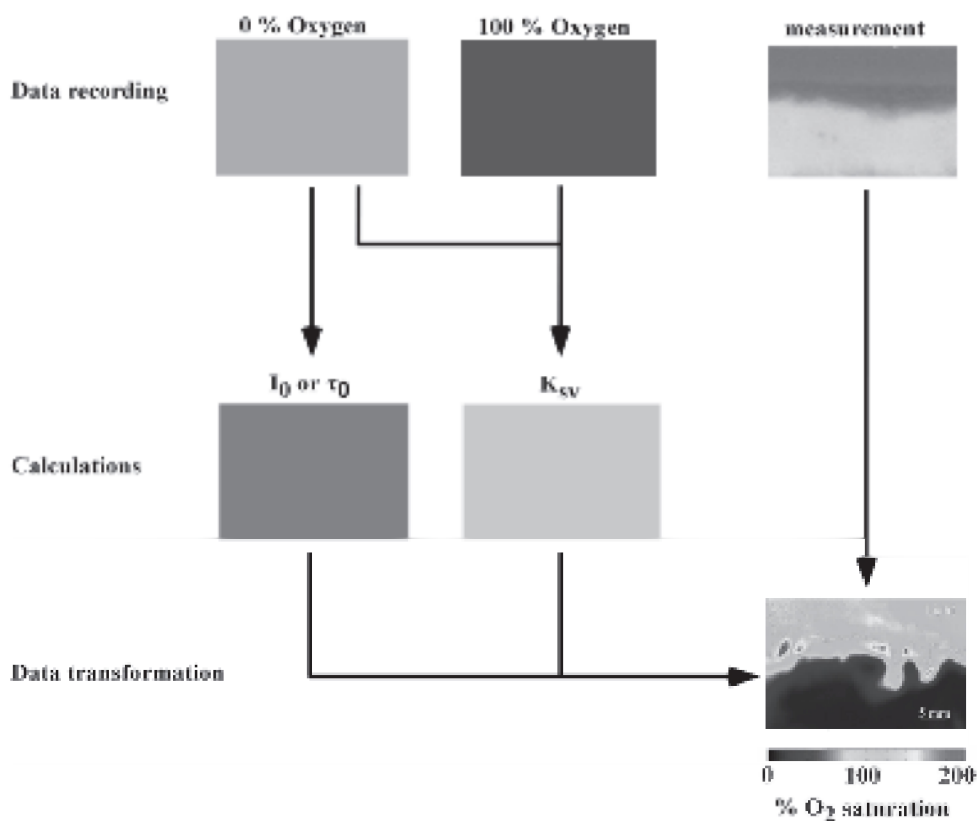 0 % Oxygen
100 % Oxygen
measurement
Data recording
I0 or τ0
Ksv
Calculations
Data transformation
5 mm
0 100 200
% O2 saturation